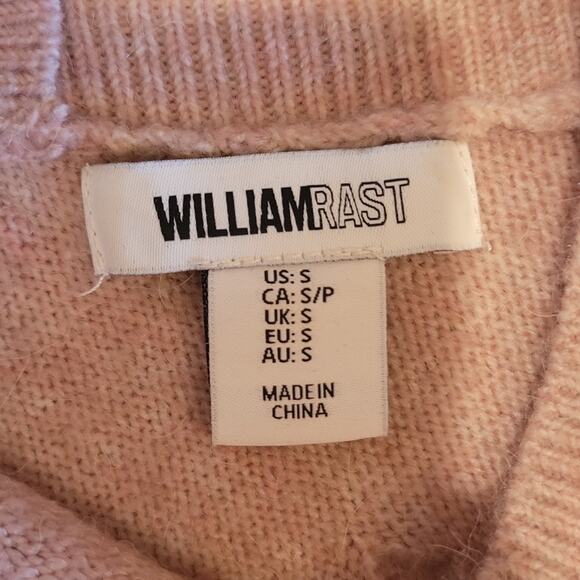 WILLIAMRAST
US: S
CA: S/P
UK: S
EU: S
AU: S
MADE IN
CHINA